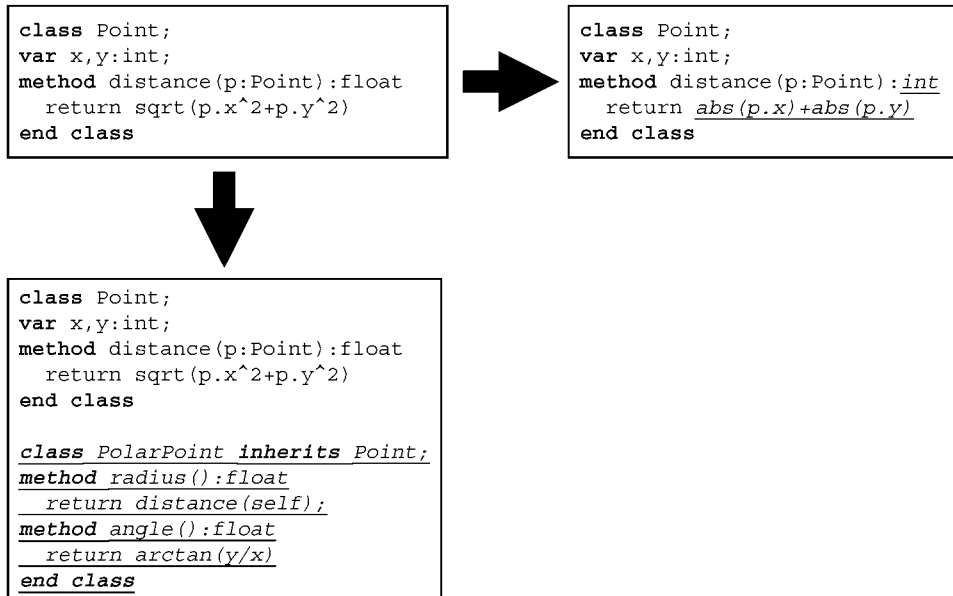 class Point;
var x,y:int;
method distance(p:Point):float
  return sqrt(p.x^2+p.y^2)
end class
class Point;
var x,y:int;
method distance(p:Point):int
  return abs(p.x)+abs(p.y)
end class
class Point;
var x,y:int;
method distance(p:Point):float
  return sqrt(p.x^2+p.y^2)
end class
class PolarPoint inherits Point;
method radius():float
  return distance(self);
method angle():float
  return arctan(y/x)
end class